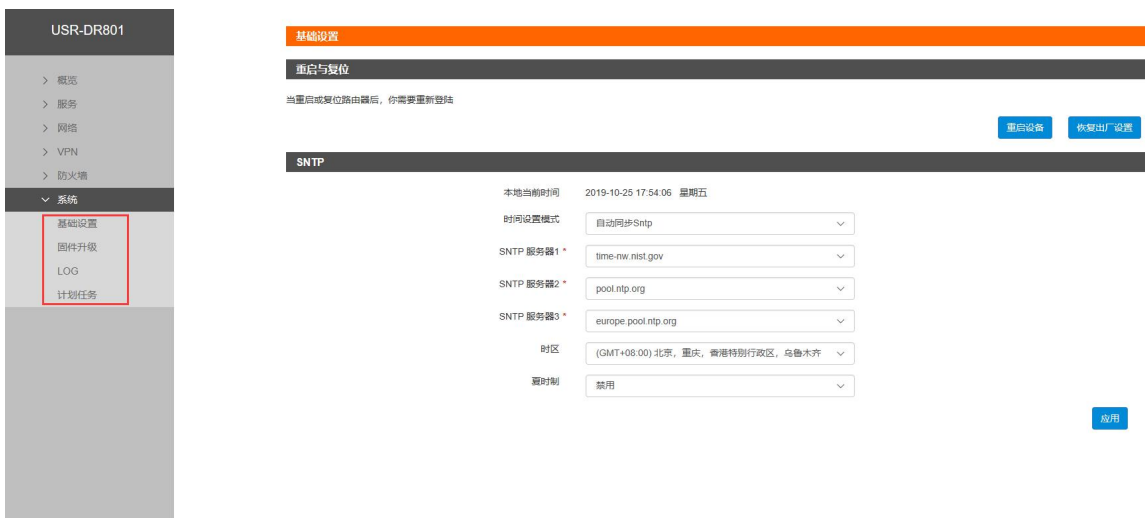 USR-DR801
概览
服务
网络
VPN
防火墙
系统
基础设置
固件升级
LOG
计划任务
基础设置
重启与复位
当重启或复位路由器后，你需要重新登陆
重启设备 恢复出厂设置
SNTP
本地当前时间 2019-10-25 17:54:06 星期五
时间设置模式 自动同步Sntp
SNTP 服务器1 * time-nw.nist.gov
SNTP 服务器2 * pool.ntp.org
SNTP 服务器3 * europe.pool.ntp.org
时区 (GMT+08:00) 北京，重庆，香港特别行政区，乌鲁木齐
夏时制 禁用
应用